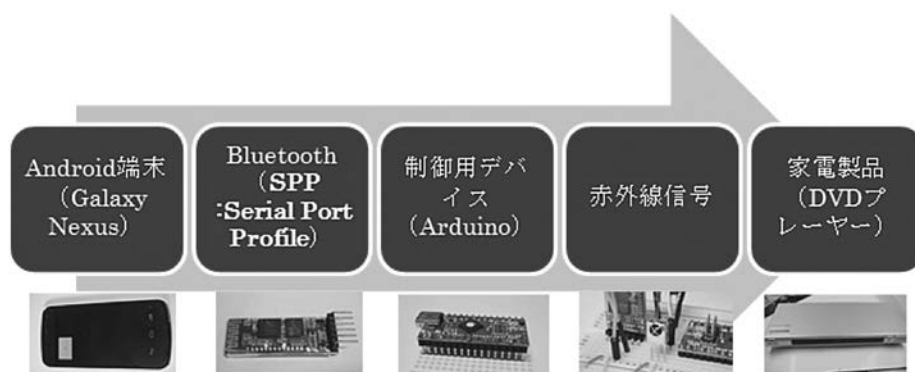 Android端末
（Galaxy
Nexus）
Bluetooth
（SPP
:Serial Port
Profile）
制御用デバ
イス
（Arduino）
赤外線信号
家電製品
（DVDプ
レーヤー）